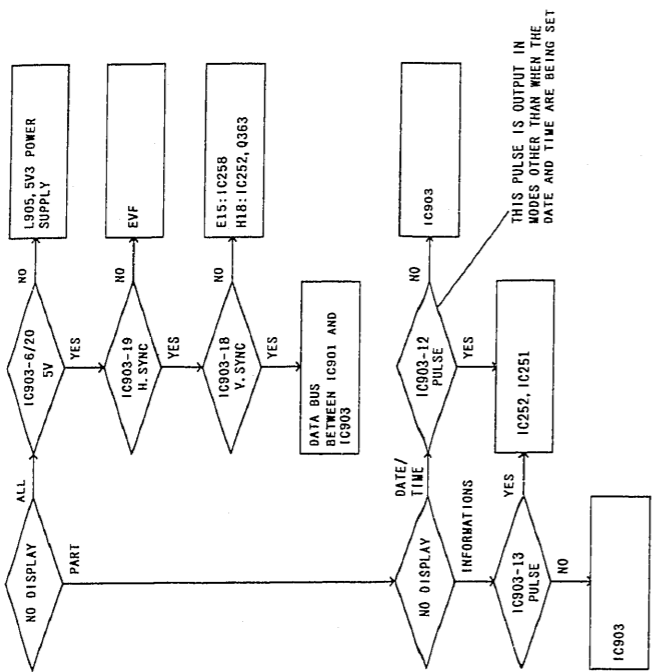 NO DISPLAY
ALL
PART
IC903-6/20
5V
NO
YES
L905, 5V3 POWER
SUPPLY
IC903-19
H. SYNC
NO
YES
EVF
IC903-18
V. SYNC
NO
YES
E15:IC258
H18:IC252, Q363
DATA BUS
BETWEEN IC901 AND
IC903
NO DISPLAY
DATE/
TIME
INFORMATIONS
IC903-12
PULSE
NO
YES
IC903
THIS PULSE IS OUTPUT IN
MODES OTHER THAN WHEN THE
DATE AND TIME ARE BEING SET
IC903-13
PULSE
YES
NO
IC252, IC251
IC903